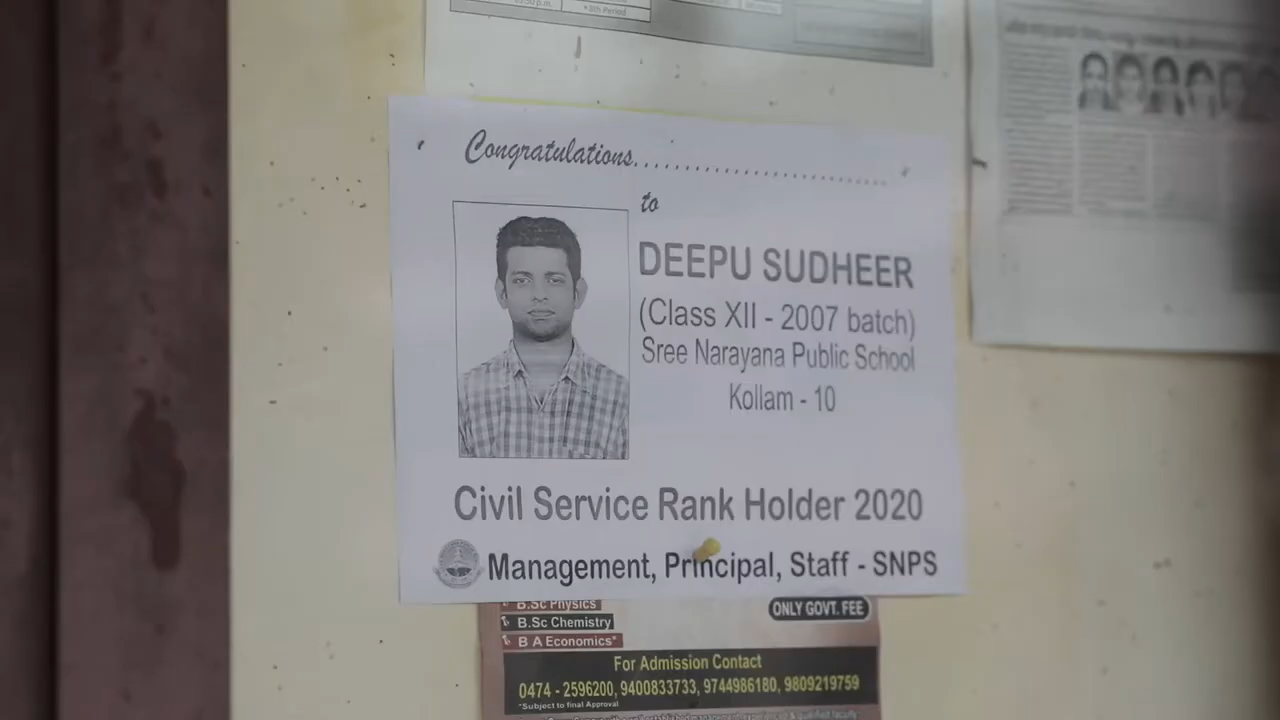 * 8th Period
Congratulations........................................
to
DEEPU SUDHEER
(Class XII - 2007 batch)
Sree Narayana Public School
Kollam - 10
Civil Service Rank Holder 2020
Management, Principal, Staff - SNPS
B.Sc Physics
ONLY GOVT. FEE
B.Sc Chemistry
B A Economics*
For Admission Contact
0474 - 2596200, 9400833733, 9744986180, 9809219759
*Subject to final Approval